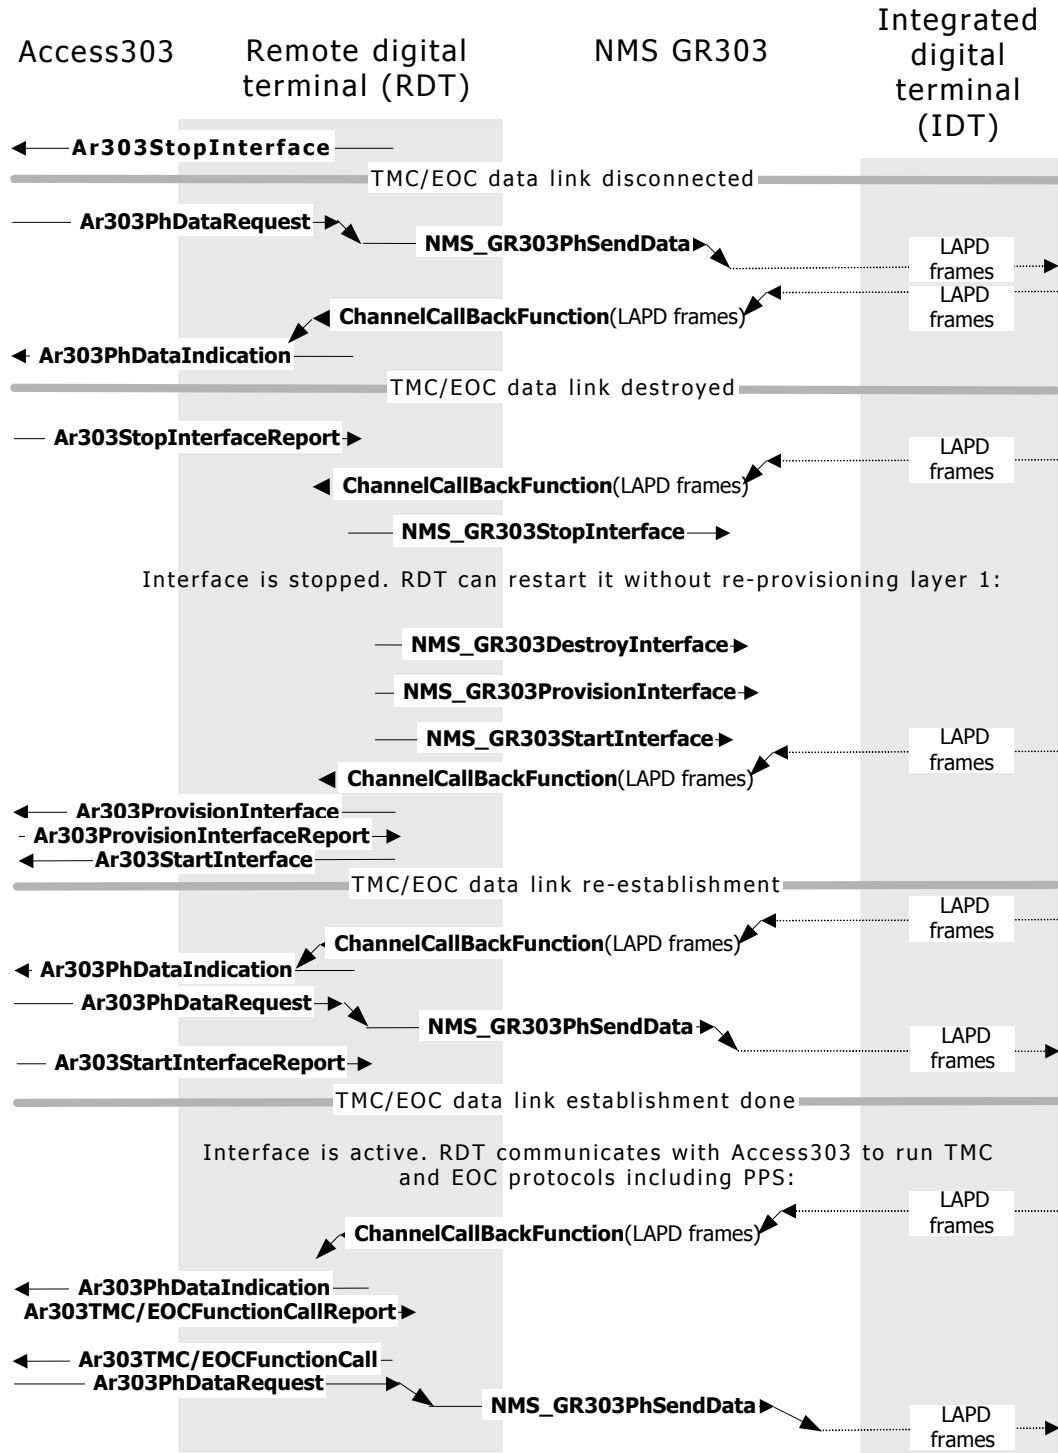 Access303
Remote digital
terminal (RDT)
NMS GR303
Integrated
digital
terminal
(IDT)
Ar303StopInterface
TMC/EOC data link disconnected
Ar303PhDataRequest
NMS_GR303PhSendData
LAPD
frames
LAPD
frames
ChannelCallBackFunction(LAPD frames)
Ar303PhDataIndication
TMC/EOC data link destroyed
Ar303StopInterfaceReport
LAPD
frames
ChannelCallBackFunction(LAPD frames)
NMS_GR303StopInterface
Interface is stopped. RDT can restart it without re-provisioning layer 1:
NMS_GR303DestroyInterface
NMS_GR303ProvisionInterface
NMS_GR303StartInterface
LAPD
frames
ChannelCallBackFunction(LAPD frames)
Ar303ProvisionInterface
Ar303ProvisionInterfaceReport
Ar303StartInterface
TMC/EOC data link re-establishment
LAPD
frames
ChannelCallBackFunction(LAPD frames)
Ar303PhDataIndication
Ar303PhDataRequest
NMS_GR303PhSendData
LAPD
frames
Ar303StartInterfaceReport
TMC/EOC data link establishment done
Interface is active. RDT communicates with Access303 to run TMC
and EOC protocols including PPS:
LAPD
frames
ChannelCallBackFunction(LAPD frames)
Ar303PhDataIndication
Ar303TMC/EOCFunctionCallReport
Ar303TMC/EOCFunctionCall
Ar303PhDataRequest
NMS_GR303PhSendData
LAPD
frames